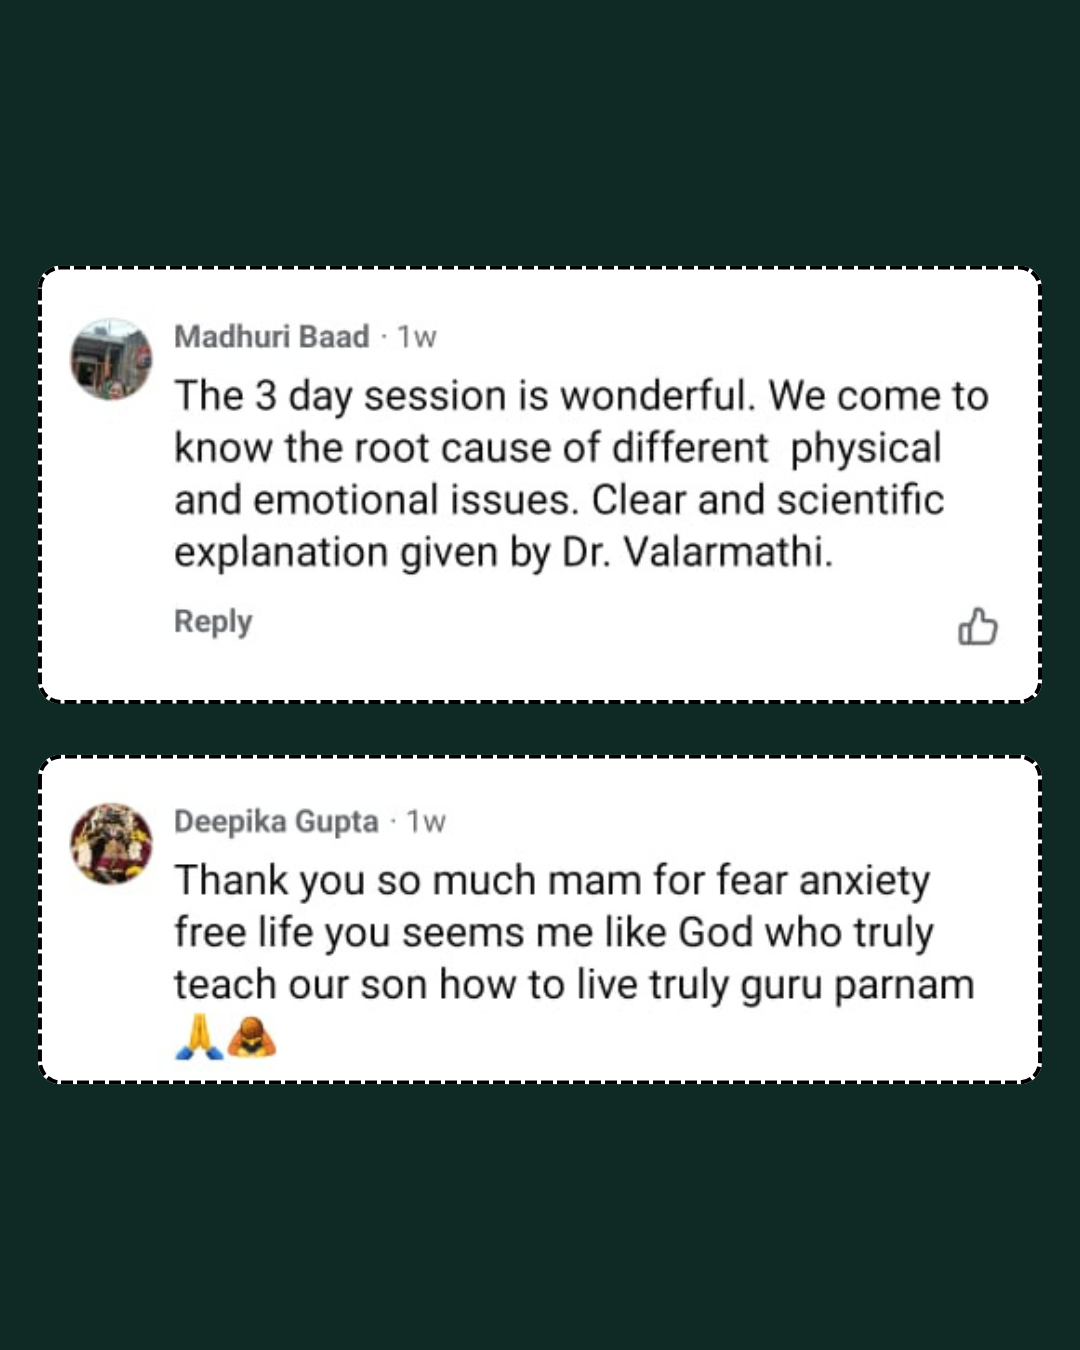 Madhuri Baad · 1w
The 3 day session is wonderful. We come to
know the root cause of different  physical
and emotional issues. Clear and scientific
explanation given by Dr. Valarmathi.
Reply
Deepika Gupta · 1w
Thank you so much mam for fear anxiety
free life you seems me like God who truly
teach our son how to live truly guru parnam
🙏🙇